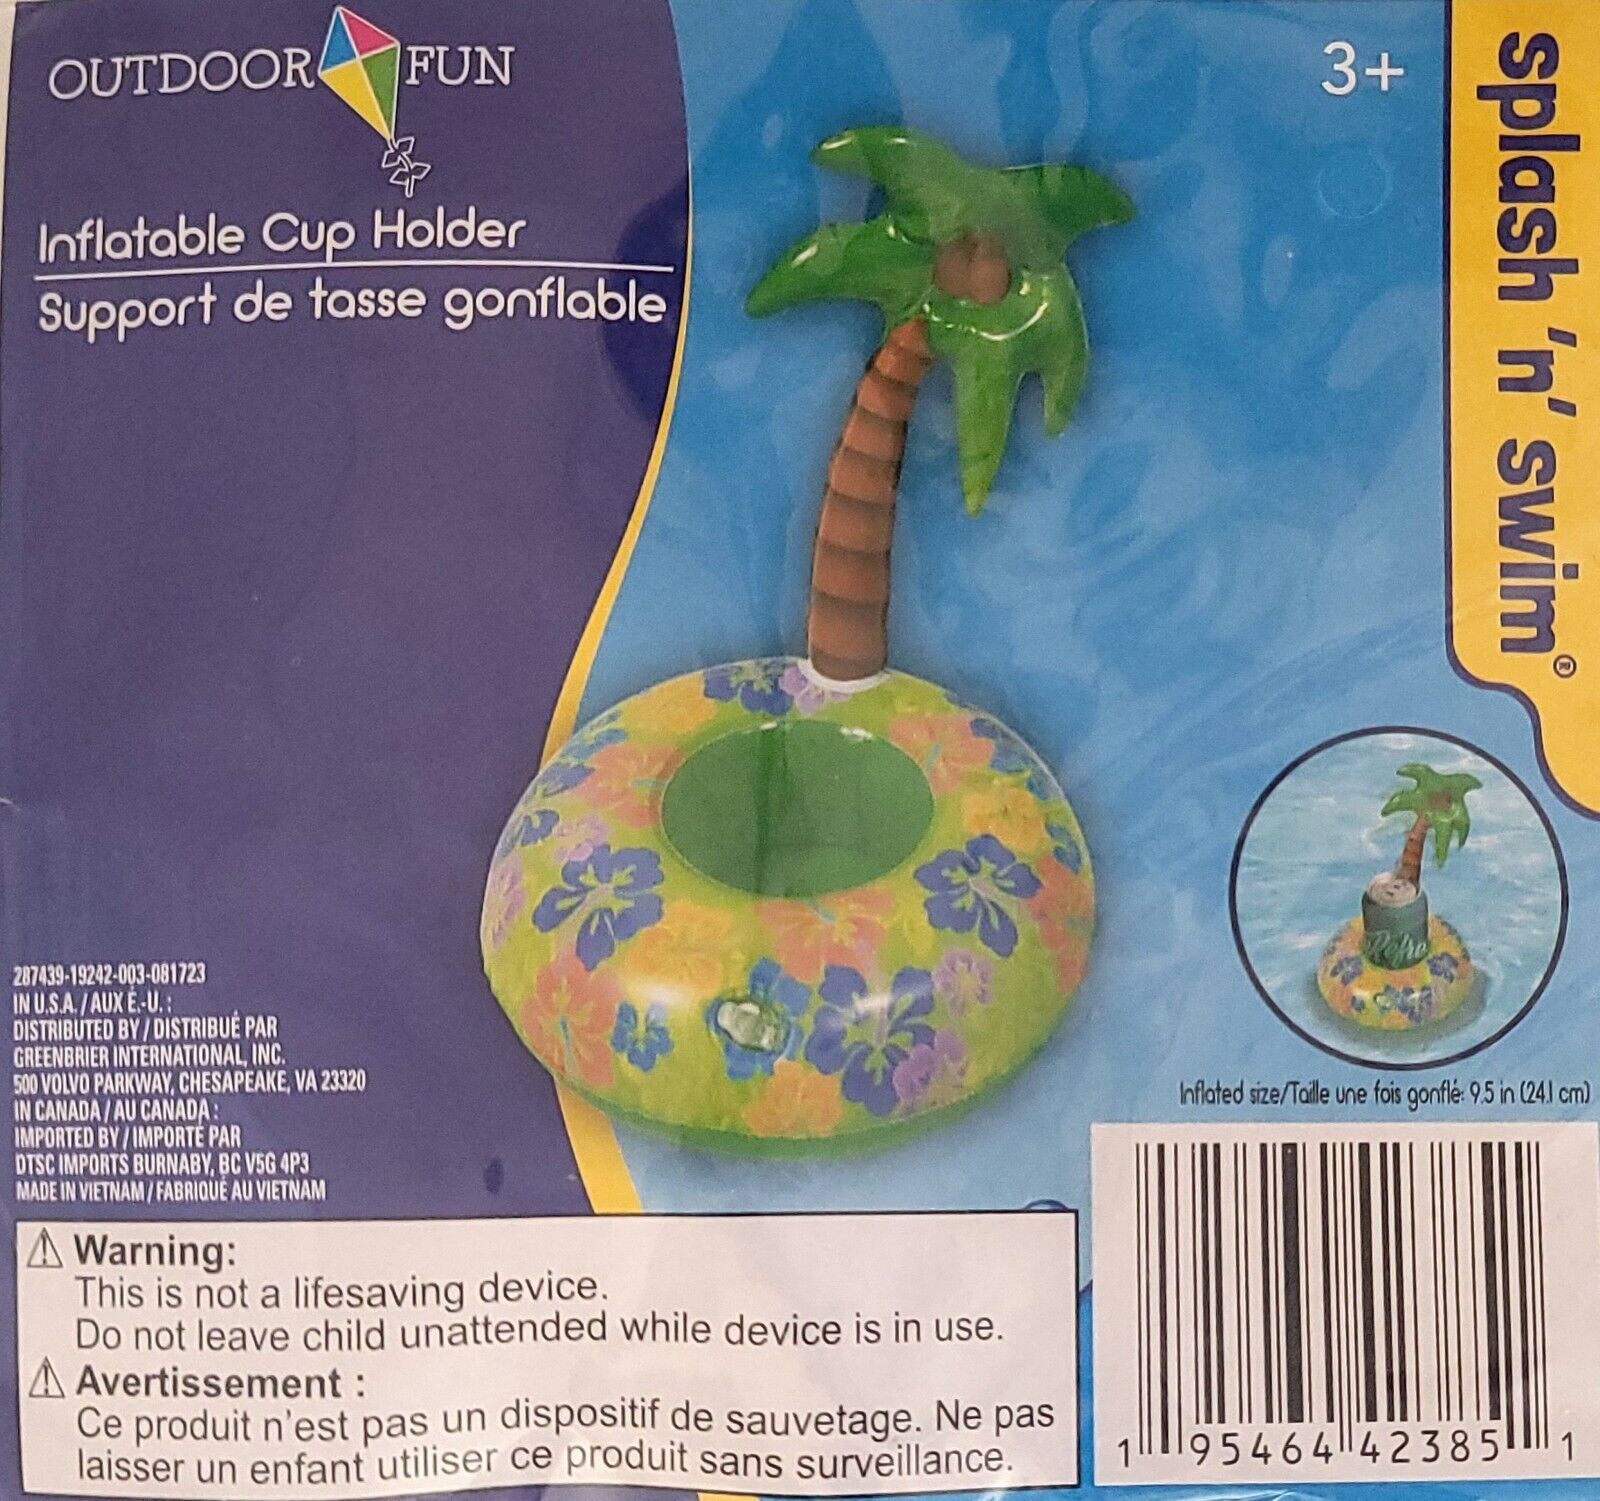 OUTDOOR FUN
Inflatable Cup Holder
Support de tasse gonflable
3+
splash 'n' swim®
287439-19242-003-081723
IN U.S.A. / AUX É.-U. :
DISTRIBUTED BY / DISTRIBUÉ PAR
GREENBRIER INTERNATIONAL, INC.
500 VOLVO PARKWAY, CHESAPEAKE, VA 23320
IN CANADA / AU CANADA :
IMPORTED BY / IMPORTÉ PAR
DTSC IMPORTS BURNABY, BC V5G 4P3
MADE IN VIETNAM / FABRIQUÉ AU VIETNAM
Inflated size/Taille une fois gonflé: 9.5 in (24.1 cm)
⚠ Warning:
This is not a lifesaving device.
Do not leave child unattended while device is in use.
⚠ Avertissement :
Ce produit n'est pas un dispositif de sauvetage. Ne pas
laisser un enfant utiliser ce produit sans surveillance.
1 95464 42385 1